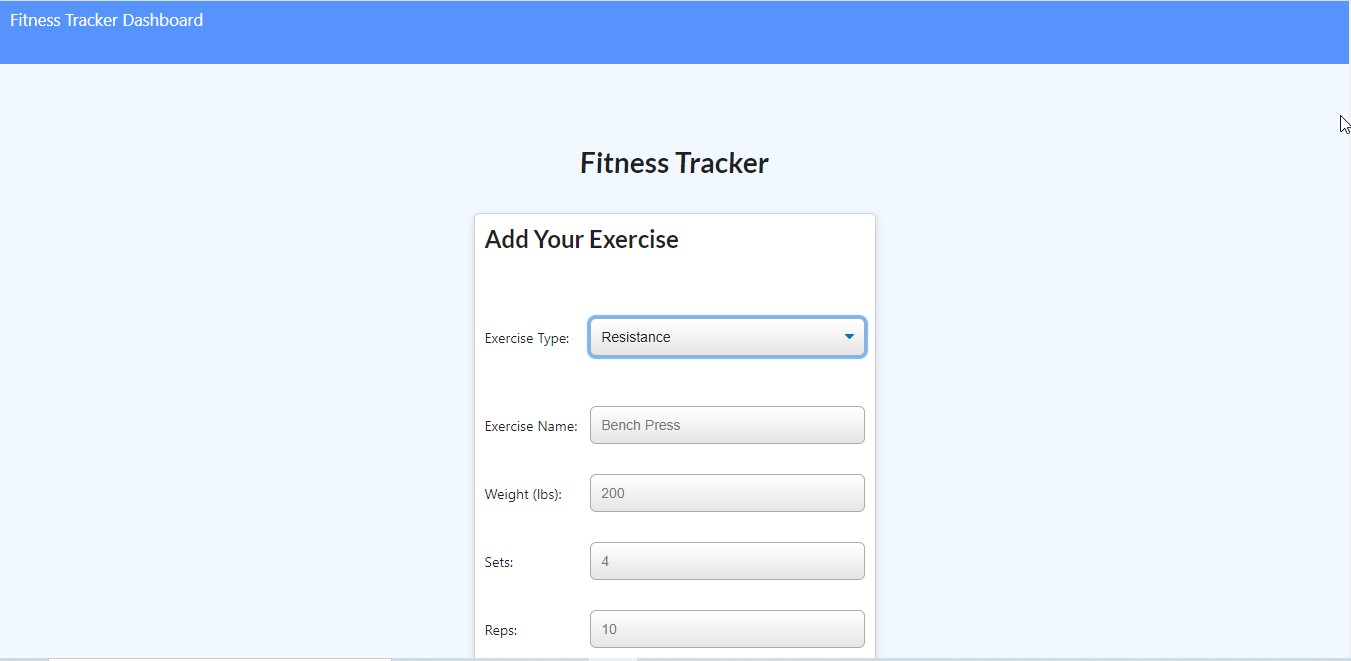 Fitness Tracker Dashboard
Fitness Tracker
Add Your Exercise
Exercise Type: Resistance
Exercise Name: Bench Press
Weight (lbs): 200
Sets: 4
Reps: 10